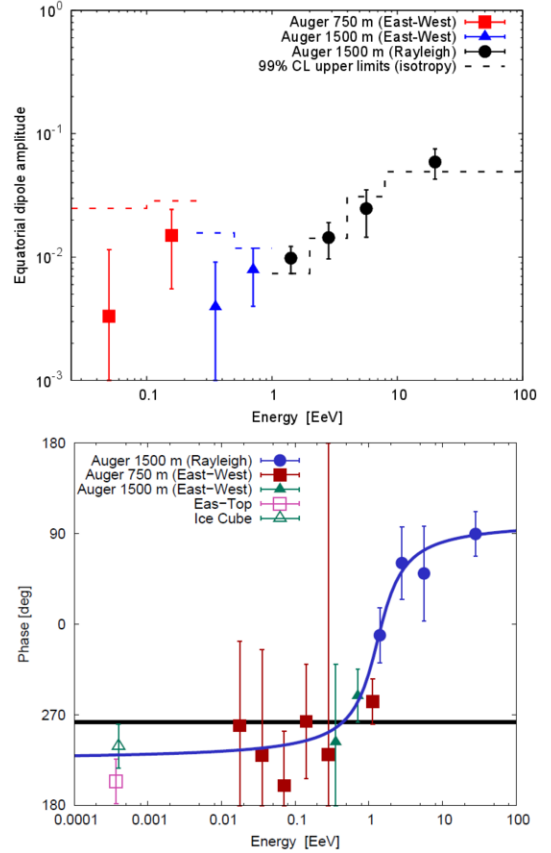 Auger 750 m (East-West)
Auger 1500 m (East-West)
Auger 1500 m (Rayleigh)
99% CL upper limits (isotropy)
Equatorial dipole amplitude
10^0
10^-1
10^-2
10^-3
0.1 1 10 100
Energy [EeV]
Auger 1500 m (Rayleigh)
Auger 750 m (East-West)
Auger 1500 m (East-West)
Eas-Top
Ice Cube
Phase [deg]
180
90
0
270
180
0.0001 0.001 0.01 0.1 1 10 100
Energy [EeV]